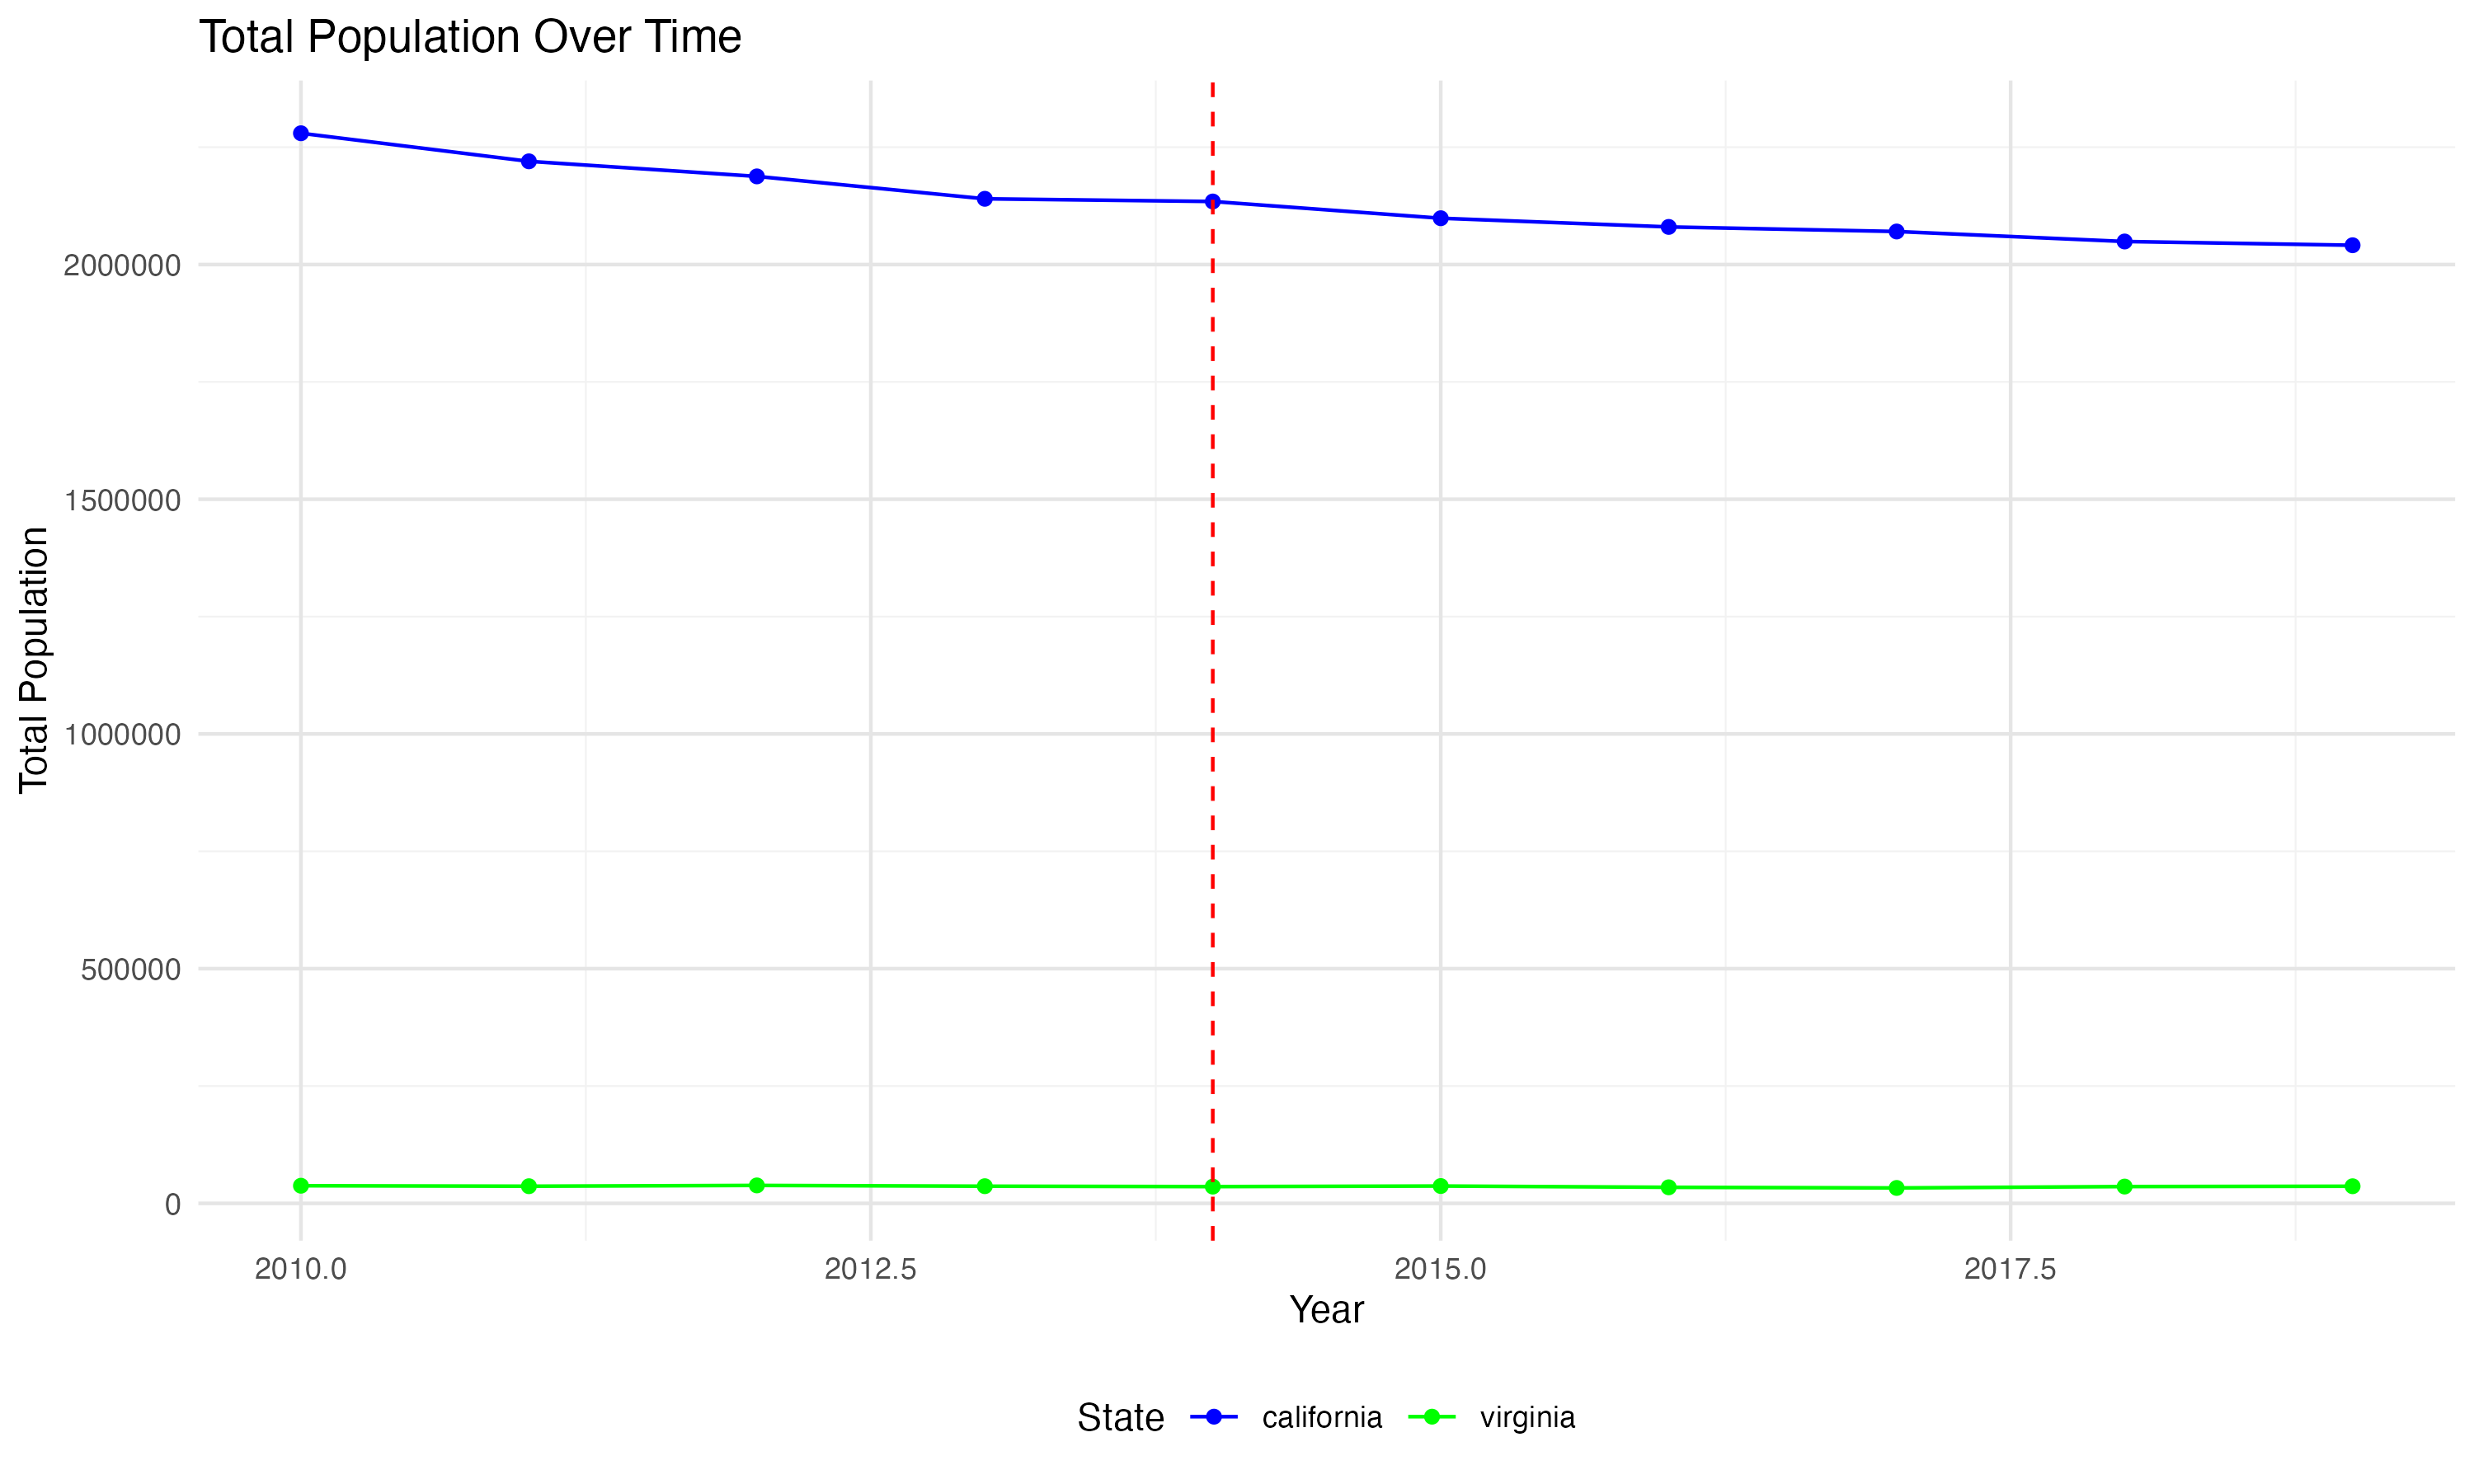 Total Population Over Time
Total Population
2000000
1500000
1000000
500000
0
2010.0 2012.5 2015.0 2017.5
Year
State california virginia